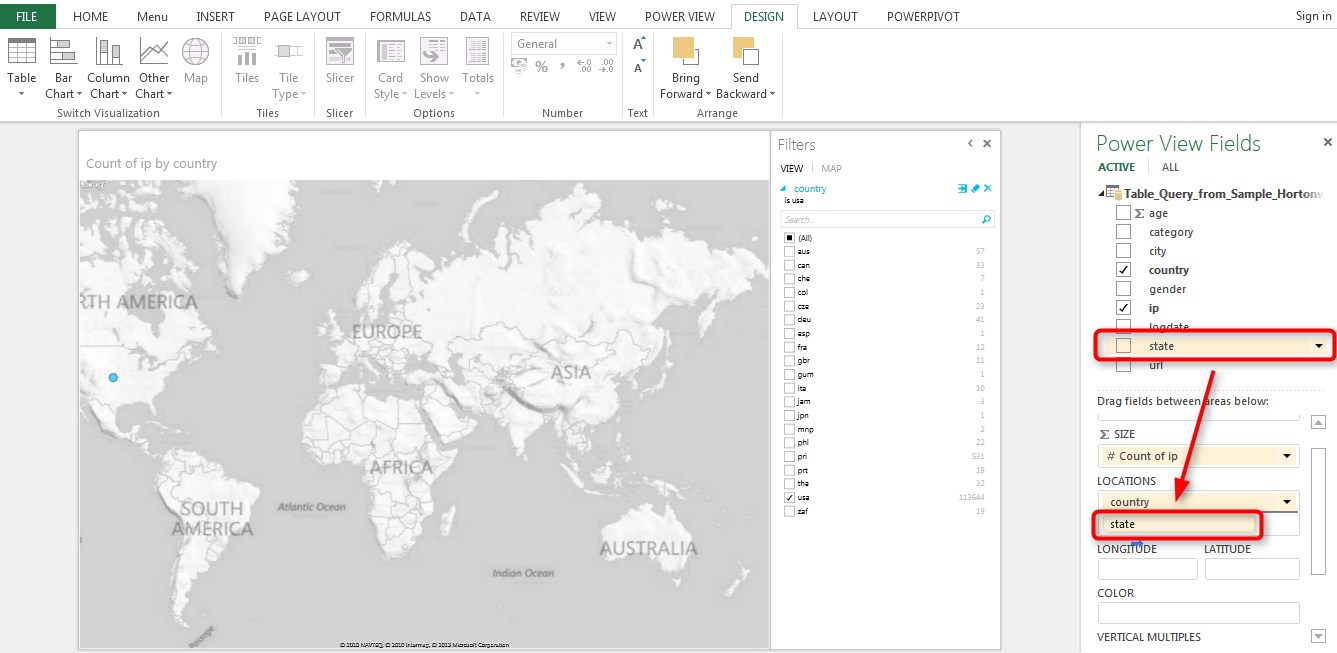 FILE HOME Menu INSERT PAGE LAYOUT FORMULAS DATA REVIEW VIEW POWER VIEW DESIGN LAYOUT POWERPIVOT Sign in
General
Table Bar Chart Column Chart Other Chart Map
Switch Visualization
Tiles Tile Type
Tiles
Slicer
Slicer
Card Style Show Levels Totals
Options
% , .00
Number
A
A
Text
Bring Forward Send Backward
Arrange
Count of ip by country
RTH AMERICA
EUROPE
ASIA
AFRICA
SOUTH AMERICA
Atlantic Ocean
AUSTRALIA
Indian Ocean
Passage
© 2010 NAVTEQ, © 2010 Intermap, © 2013 Microsoft Corporation
Filters
VIEW MAP
country
is usa
Search...
(All)
aus 57
can 33
che 7
col 1
cze 23
deu 41
esp 1
fra 12
gbr 11
gum 1
ita 10
jam 3
jpn 1
mnp 2
phl 22
pri 531
prt 19
tha 32
usa 113644
zaf 19
Power View Fields
ACTIVE ALL
Table_Query_from_Sample_Horton
Σ age
category
city
country
gender
ip
logdate
state
url
Drag fields between areas below:
Σ SIZE
# Count of ip
LOCATIONS
country
state
LONGITUDE LATITUDE
COLOR
VERTICAL MULTIPLES